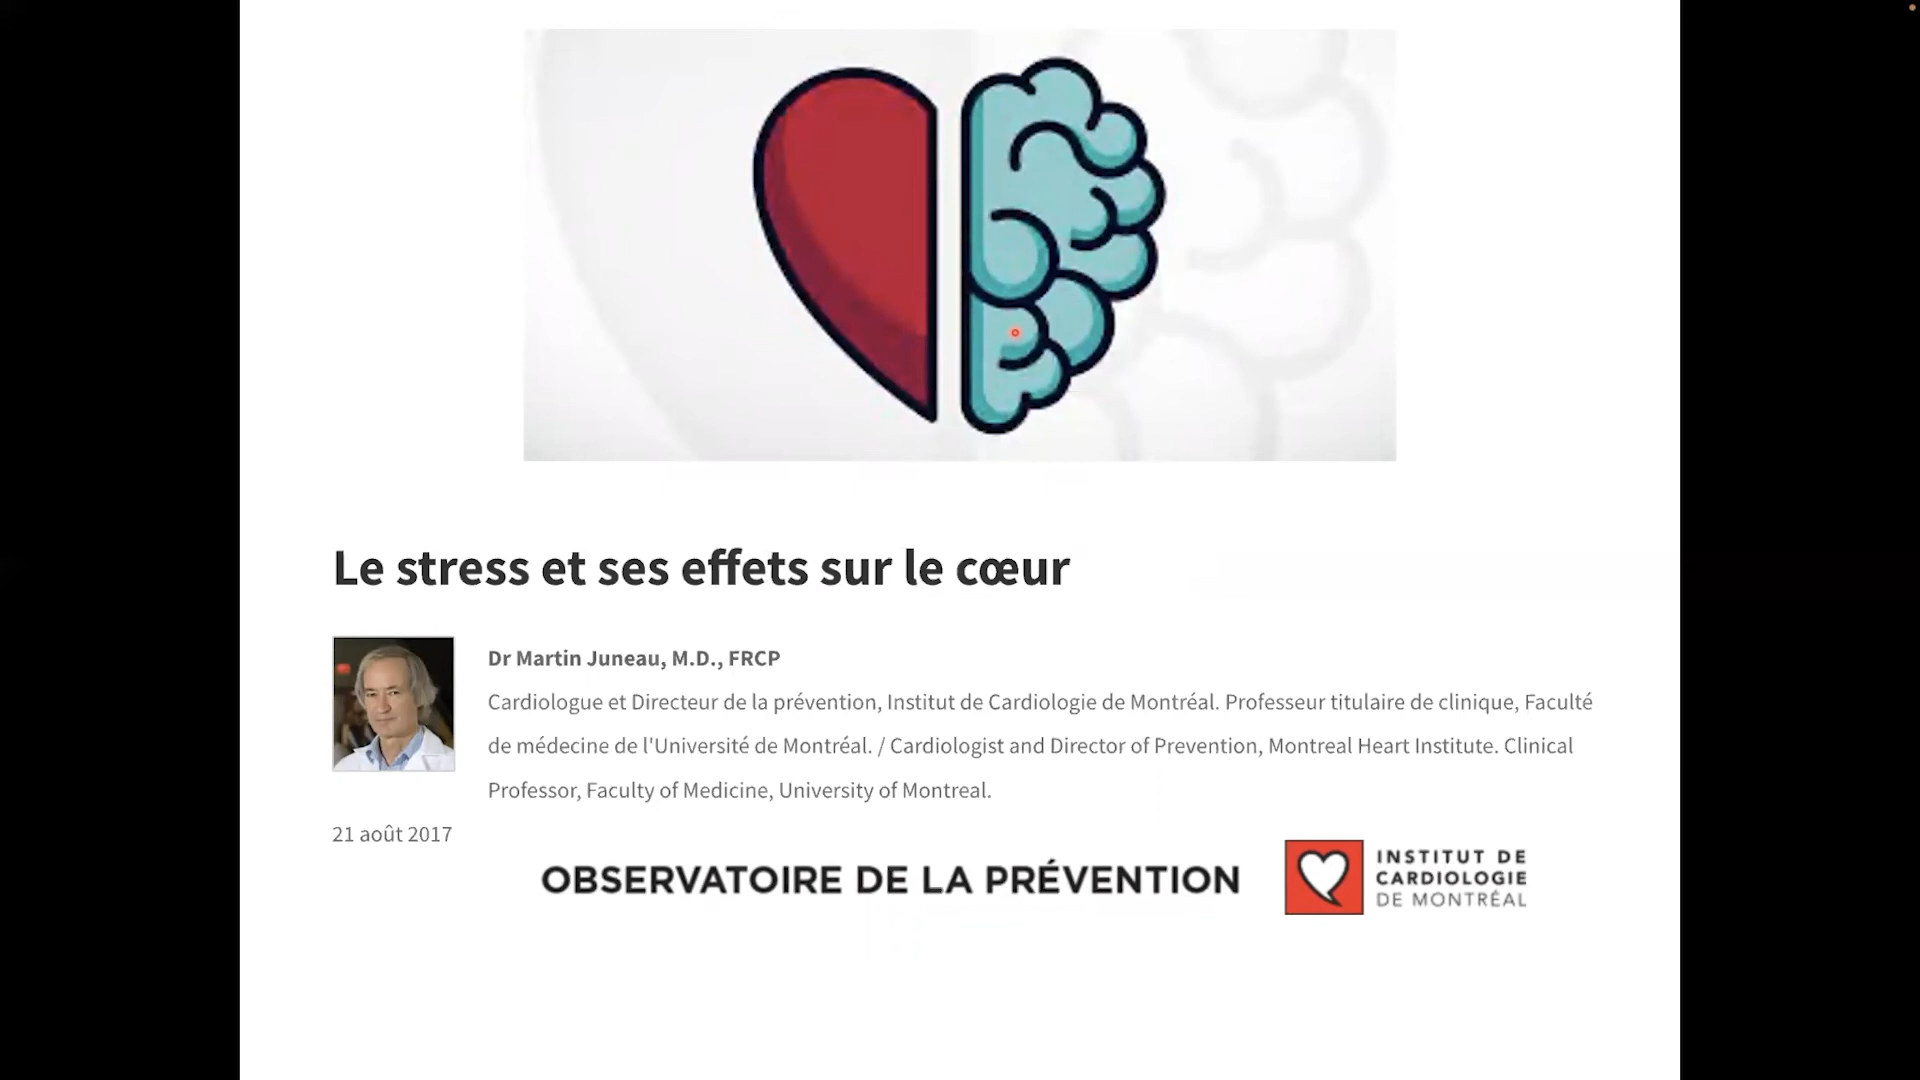 Le stress et ses effets sur le cœur
Dr Martin Juneau, M.D., FRCP
Cardiologue et Directeur de la prévention, Institut de Cardiologie de Montréal. Professeur titulaire de clinique, Faculté
de médecine de l'Université de Montréal. / Cardiologist and Director of Prevention, Montreal Heart Institute. Clinical
Professor, Faculty of Medicine, University of Montreal.
21 août 2017
OBSERVATOIRE DE LA PRÉVENTION
INSTITUT DE
CARDIOLOGIE
DE MONTRÉAL